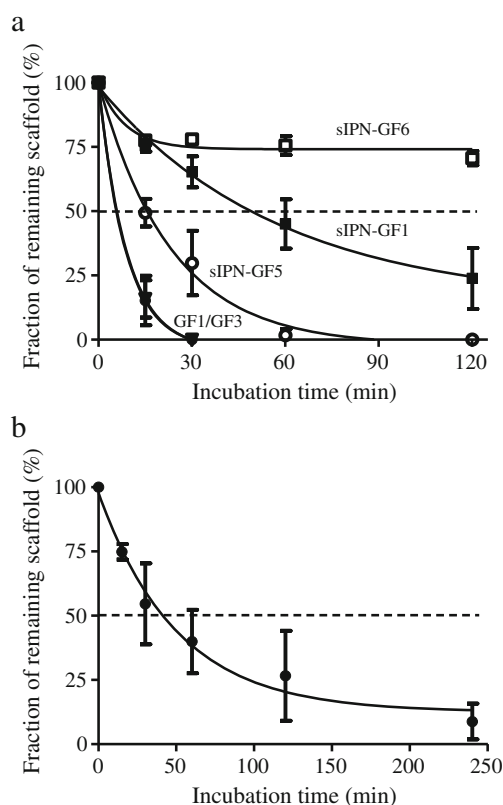 a
Fraction of remaining scaffold (%)
100
75
50
25
0
sIPN-GF6
sIPN-GF1
sIPN-GF5
GF1/GF3
0
30
60
90
120
Incubation time (min)
b
Fraction of remaining scaffold (%)
100
75
50
25
0
0
50
100
150
200
250
Incubation time (min)